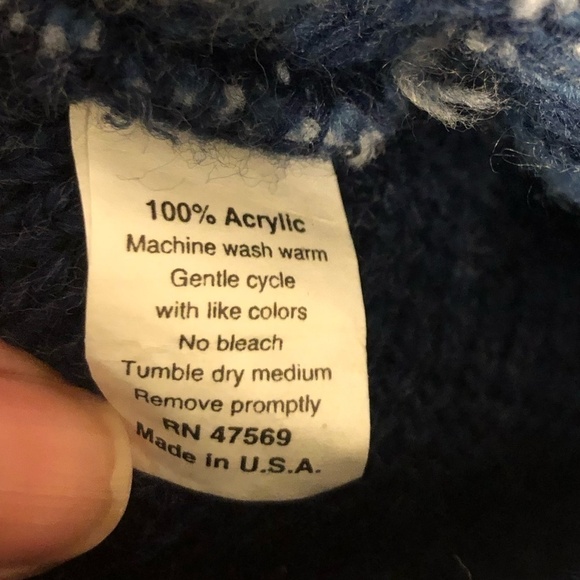 100% Acrylic
Machine wash warm
Gentle cycle
with like colors
No bleach
Tumble dry medium
Remove promptly
RN 47569
Made in U.S.A.